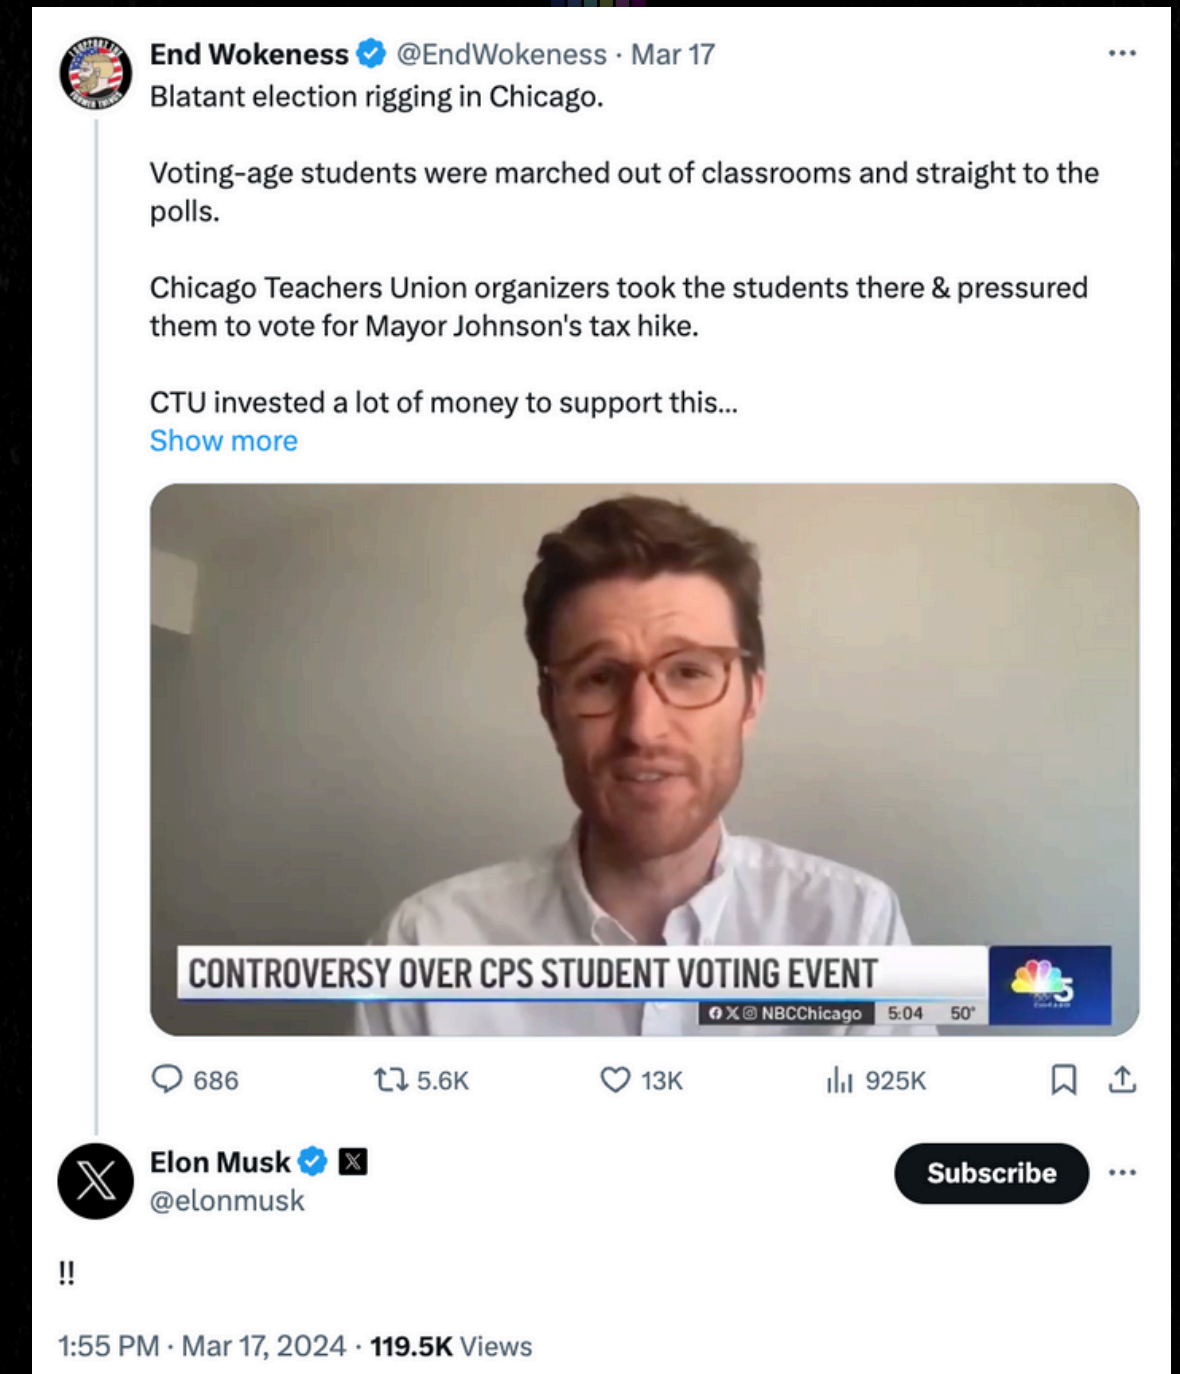 End Wokeness @EndWokeness · Mar 17
Blatant election rigging in Chicago.
Voting-age students were marched out of classrooms and straight to the
polls.
Chicago Teachers Union organizers took the students there & pressured
them to vote for Mayor Johnson's tax hike.
CTU invested a lot of money to support this...
Show more
CONTROVERSY OVER CPS STUDENT VOTING EVENT
5
NBCChicago 5:04 50°
686 5.6K 13K 925K
Elon Musk
@elonmusk
Subscribe
!!
1:55 PM · Mar 17, 2024 · 119.5K Views